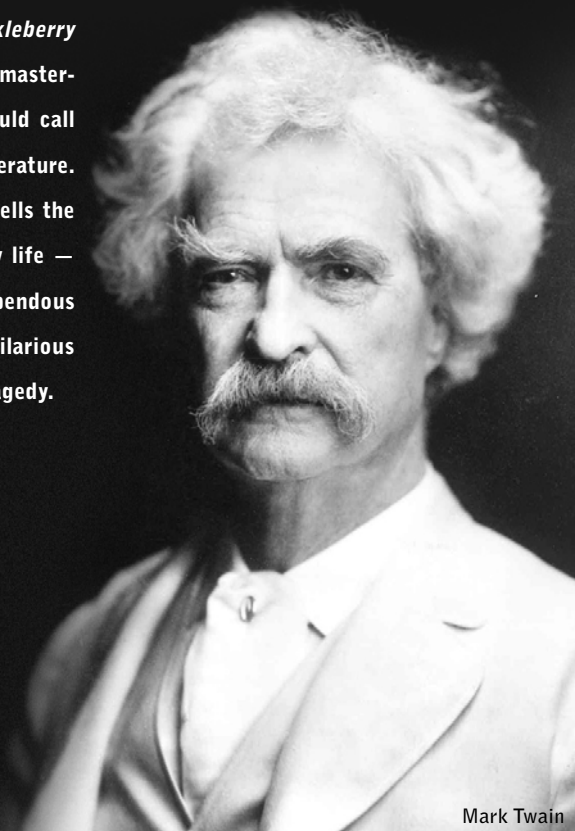 kleberry
master-
uld call
erature.
ells the
life —
pendous
ilarious
gedy.
Mark Twain